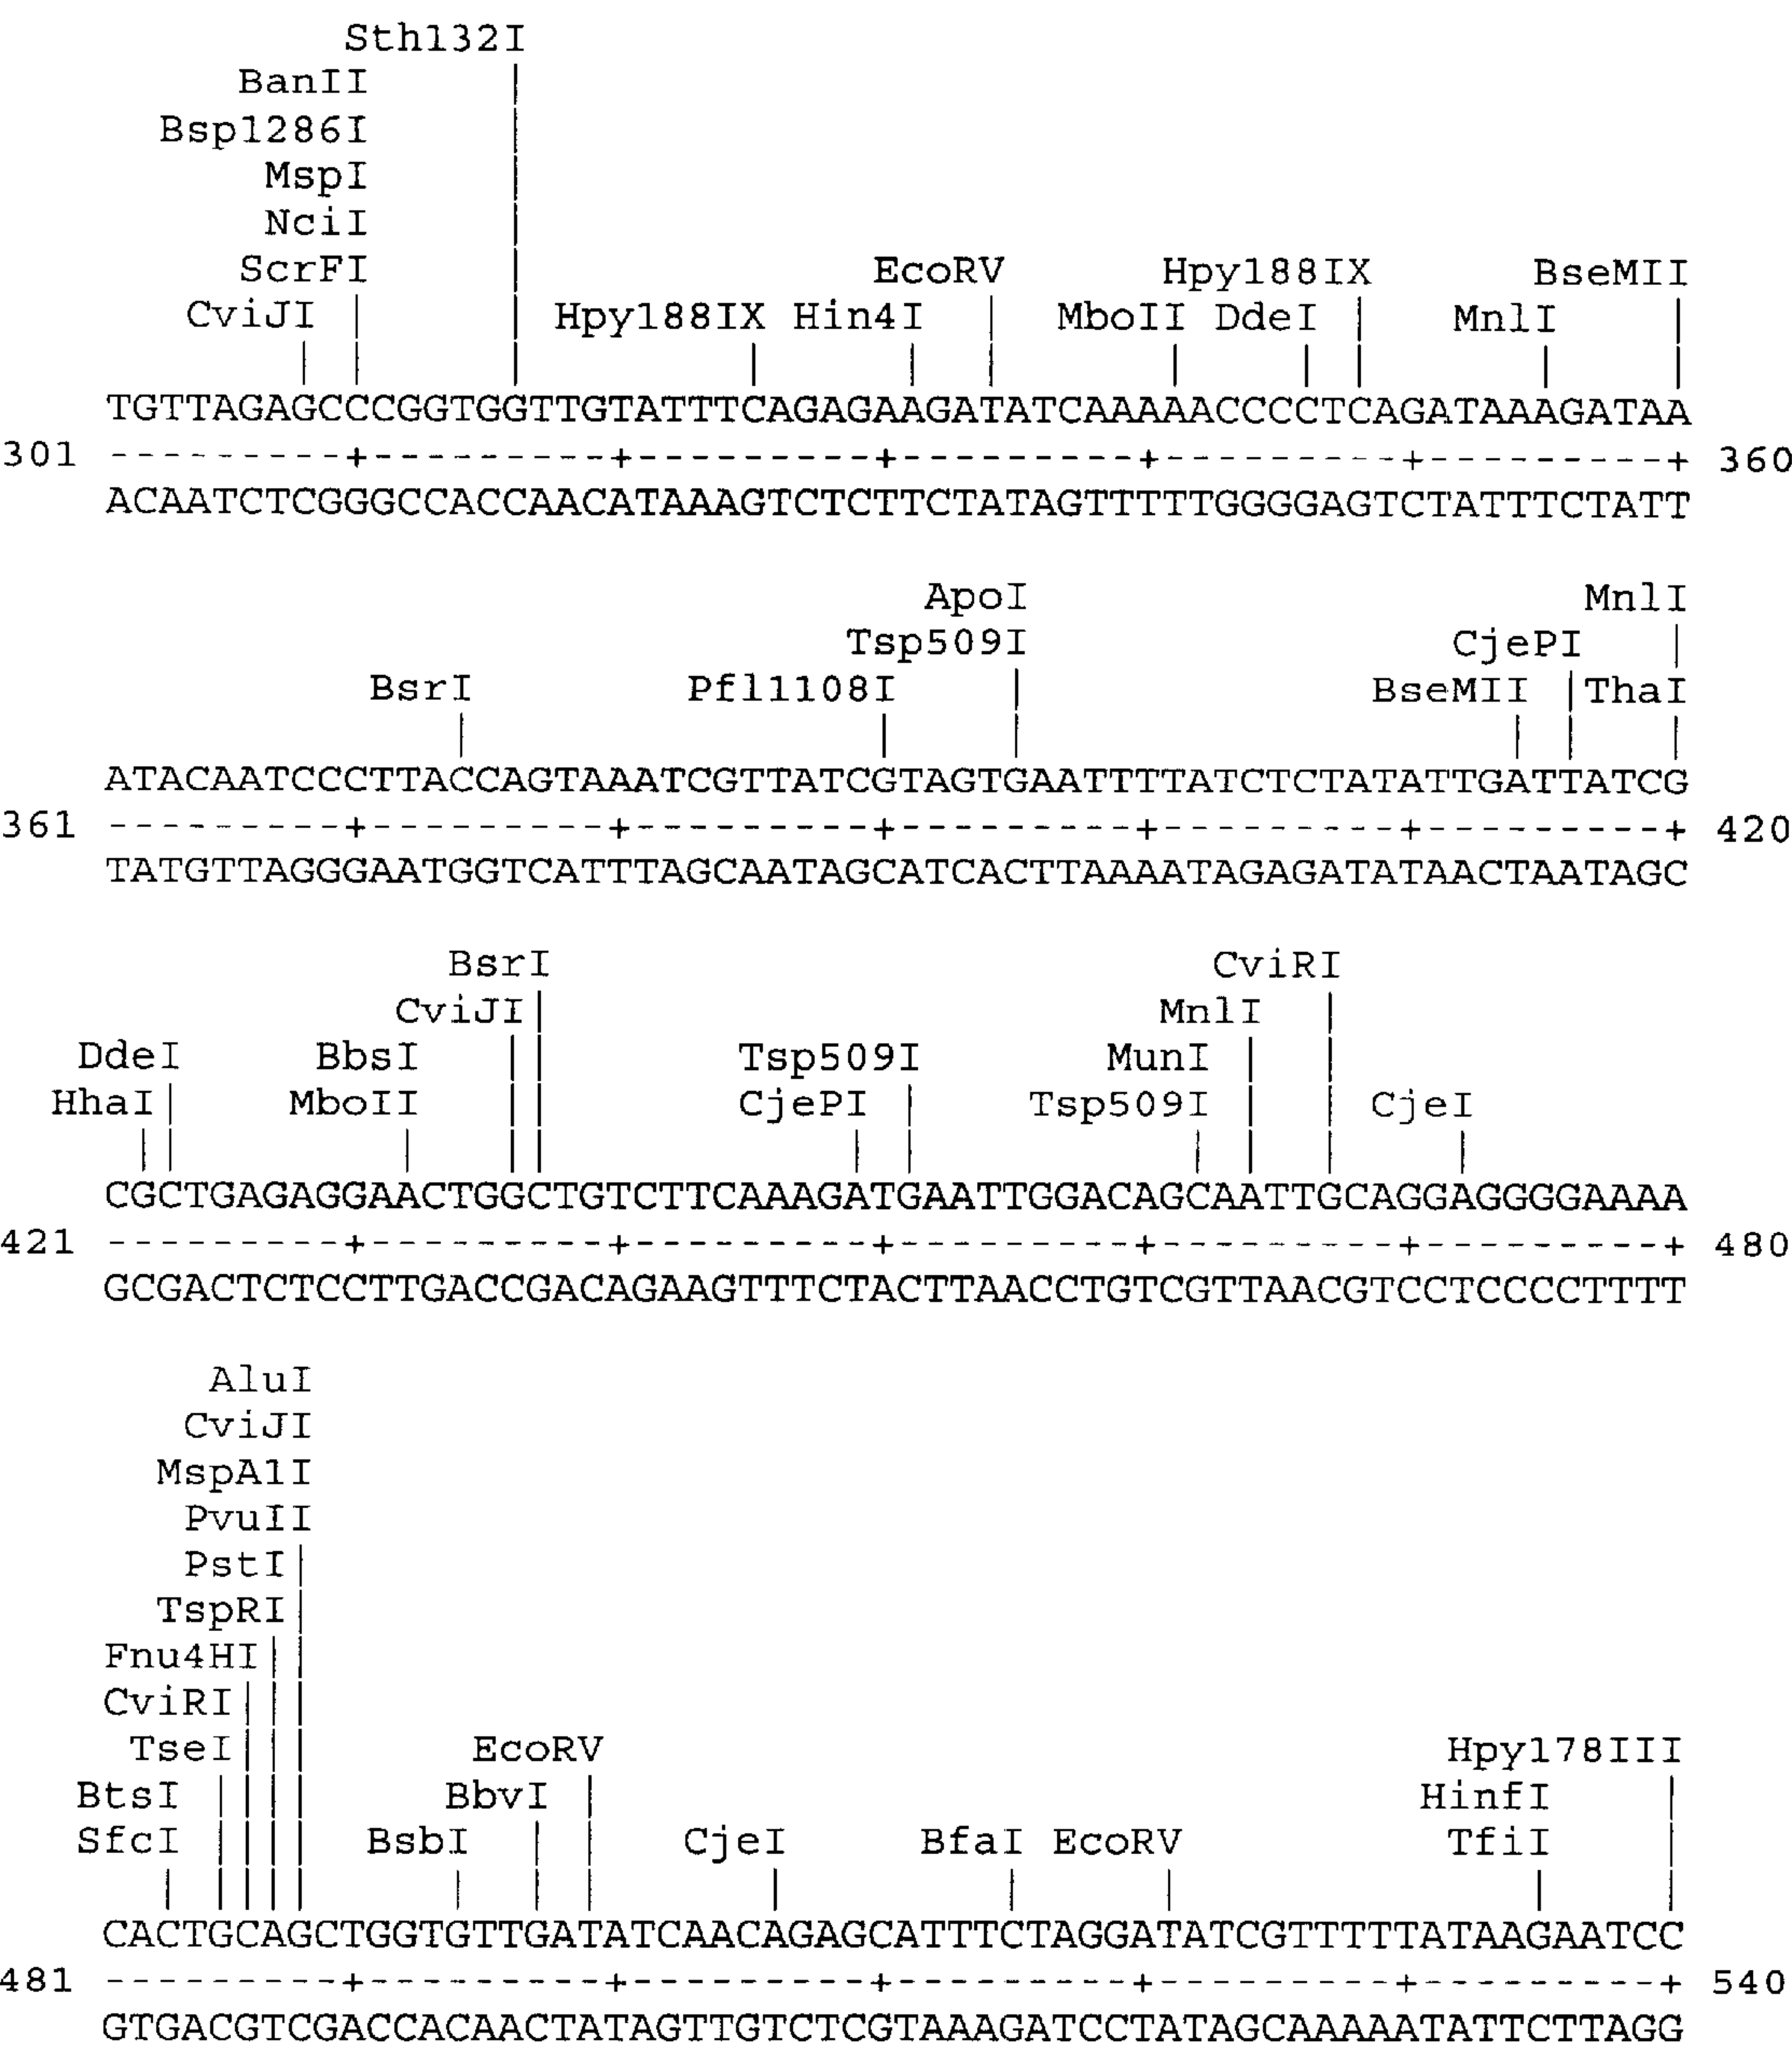 Sth132I
BanII
Bsp1286I
MspI
NciI
ScrFI EcoRV Hpy188IX BseMII
CviJI Hpy188IX Hin4I MboII DdeI MnlI
TGTTAGAGCCCGGTGGTTGTATTTCAGAGAAGATATCAAAAACCCCTCAGATAAAGATAA
301 ---------+---------+---------+---------+---------+---------+ 360
ACAATCTCGGGCCACCAACATAAAGTCTCTTCTATAGTTTTTGGGGAGTCTATTTCTATT
ApoI MnlI
Tsp509I CjePI
BsrI Pfl1108I BseMII ThaI
ATACAATCCCTTACCAGTAAATCGTTATCGTAGTGAATTTTATCTCTATATTGATTATCG
361 ---------+---------+---------+---------+---------+---------+ 420
TATGTTAGGGAATGGTCATTTAGCAATAGCATCACTTAAAATAGAGATATAACTAATAGC
BsrI CviRI
CviJI MnlI
DdeI BbsI Tsp509I MunI
HhaI MboII CjePI Tsp509I CjeI
CGCTGAGAGGAACTGGCTGTCTTCAAAGATGAATTGGACAGCAATTGCAGGAGGGGAAAA
421 ---------+---------+---------+---------+---------+---------+ 480
GCGACTCTCCTTGACCGACAGAAGTTTCTACTTAACCTGTCGTTAACGTCCTCCCCTTTT
AluI
CviJI
MspA1I
PvuII
PstI
TspRI
Fnu4HI
CviRI
TseI EcoRV Hpy178III
BtsI BbvI HinfI
SfcI BsbI CjeI BfaI EcoRV TfiI
CACTGCAGCTGGTGTTGATATCAACAGAGCATTTCTAGGATATCGTTTTTATAAGAATCC
481 ---------+---------+---------+---------+---------+---------+ 540
GTGACGTCGACCACAACTATAGTTGTCTCGTAAAGATCCTATAGCAAAAATATTCTTAGG